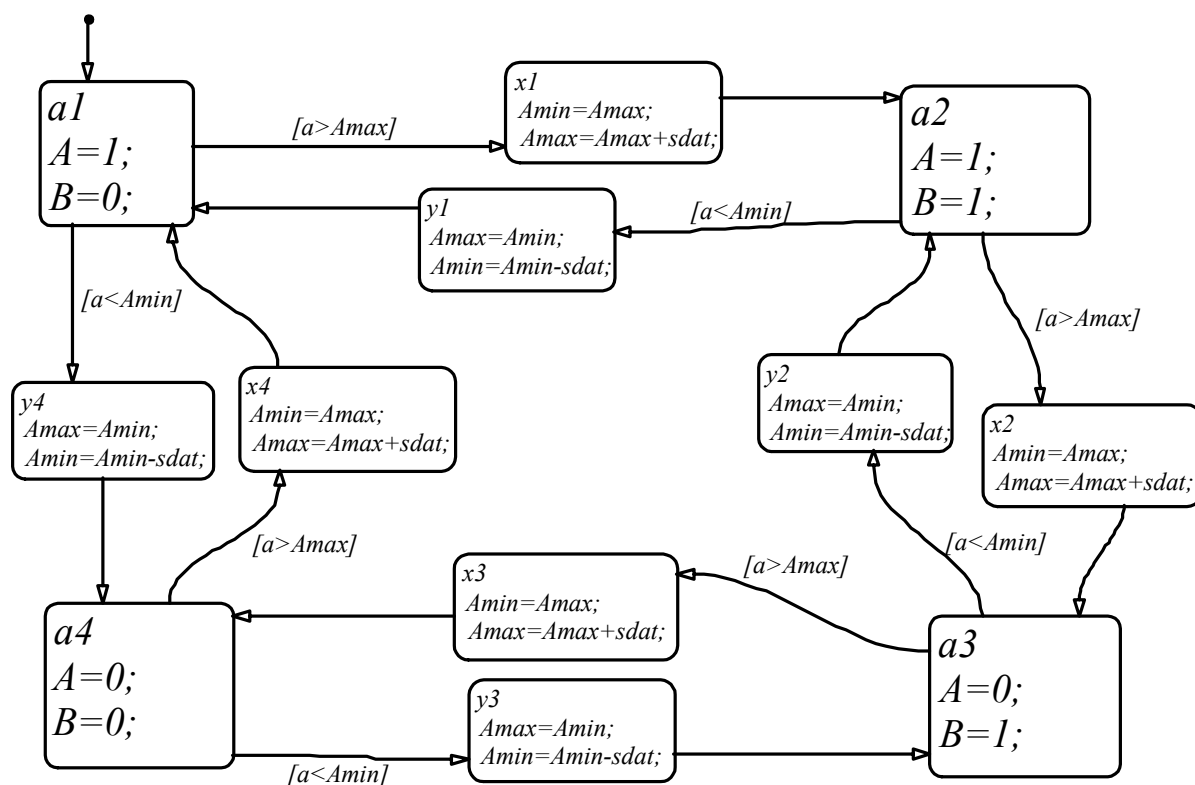 a1
A=1;
B=0;
[a>Amax]
x1
Amin=Amax;
Amax=Amax+sdat;
a2
A=1;
B=1;
y1
Amax=Amin;
Amin=Amin-sdat;
[a<Amin]
[a<Amin]
[a>Amax]
y4
Amax=Amin;
Amin=Amin-sdat;
x4
Amin=Amax;
Amax=Amax+sdat;
y2
Amax=Amin;
Amin=Amin-sdat;
x2
Amin=Amax;
Amax=Amax+sdat;
[a>Amax]
[a>Amax]
[a<Amin]
x3
Amin=Amax;
Amax=Amax+sdat;
a4
A=0;
B=0;
a3
A=0;
B=1;
y3
Amax=Amin;
Amin=Amin-sdat;
[a<Amin]